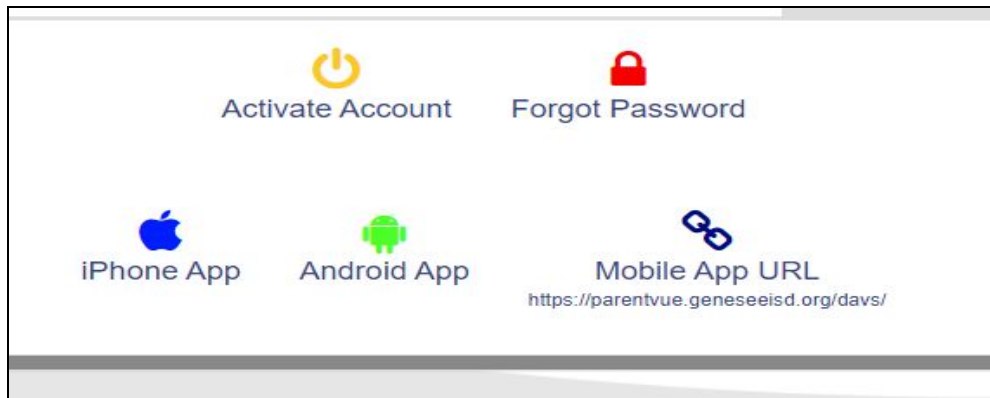 Activate Account Forgot Password
iPhone App Android App Mobile App URL
https://parentvue.geneseeisd.org/davs/